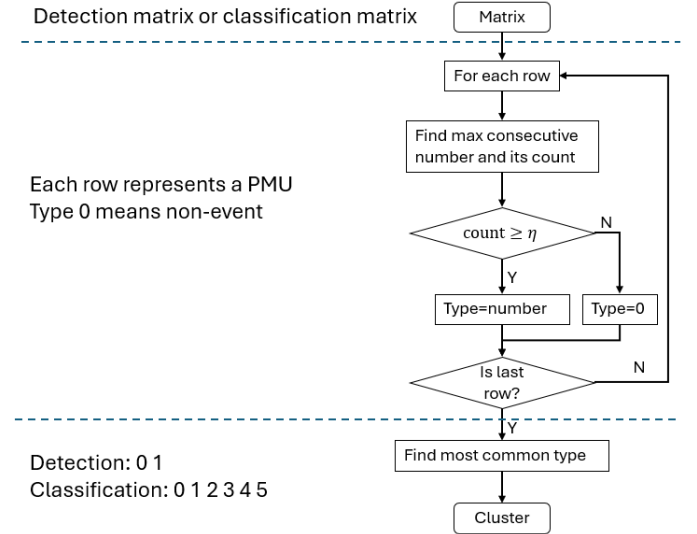 Detection matrix or classification matrix
Matrix
For each row
Find max consecutive
number and its count
Each row represents a PMU
Type 0 means non-event
count ≥ η
N
Y
Type=number
Type=0
Is last
row?
N
Y
Find most common type
Detection: 0 1
Classification: 0 1 2 3 4 5
Cluster